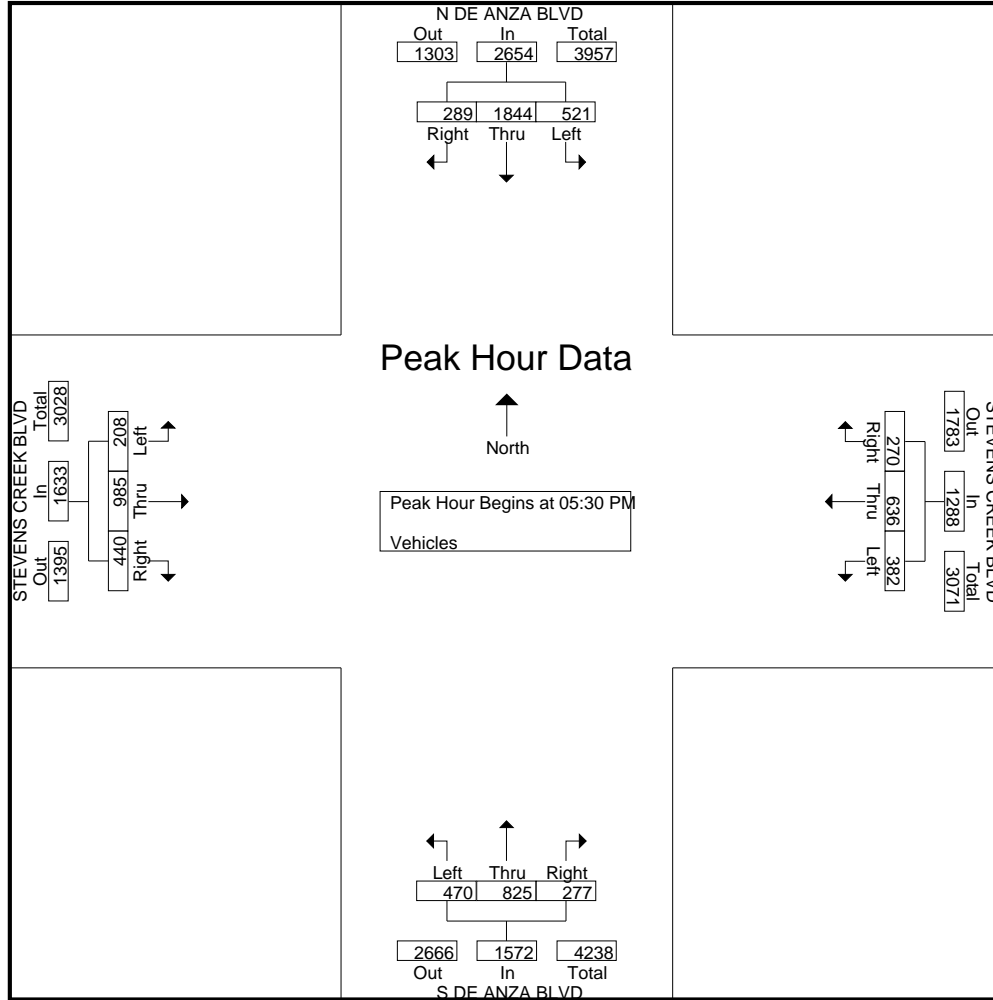 N DE ANZA BLVD
Out In Total
1303 2654 3957
289 1844 521
Right Thru Left
Peak Hour Data
North
Peak Hour Begins at 05:30 PM
Vehicles
STEVENS CREEK BLVD
Out In Total
1395 1633 3028
208 985 440
Left Thru Right
STEVENS CREEK BLVD
Out In Total
1783 1288 3071
Right Thru Left
270 636 382
Left Thru Right
470 825 277
2666 1572 4238
Out In Total
S DE ANZA BLVD